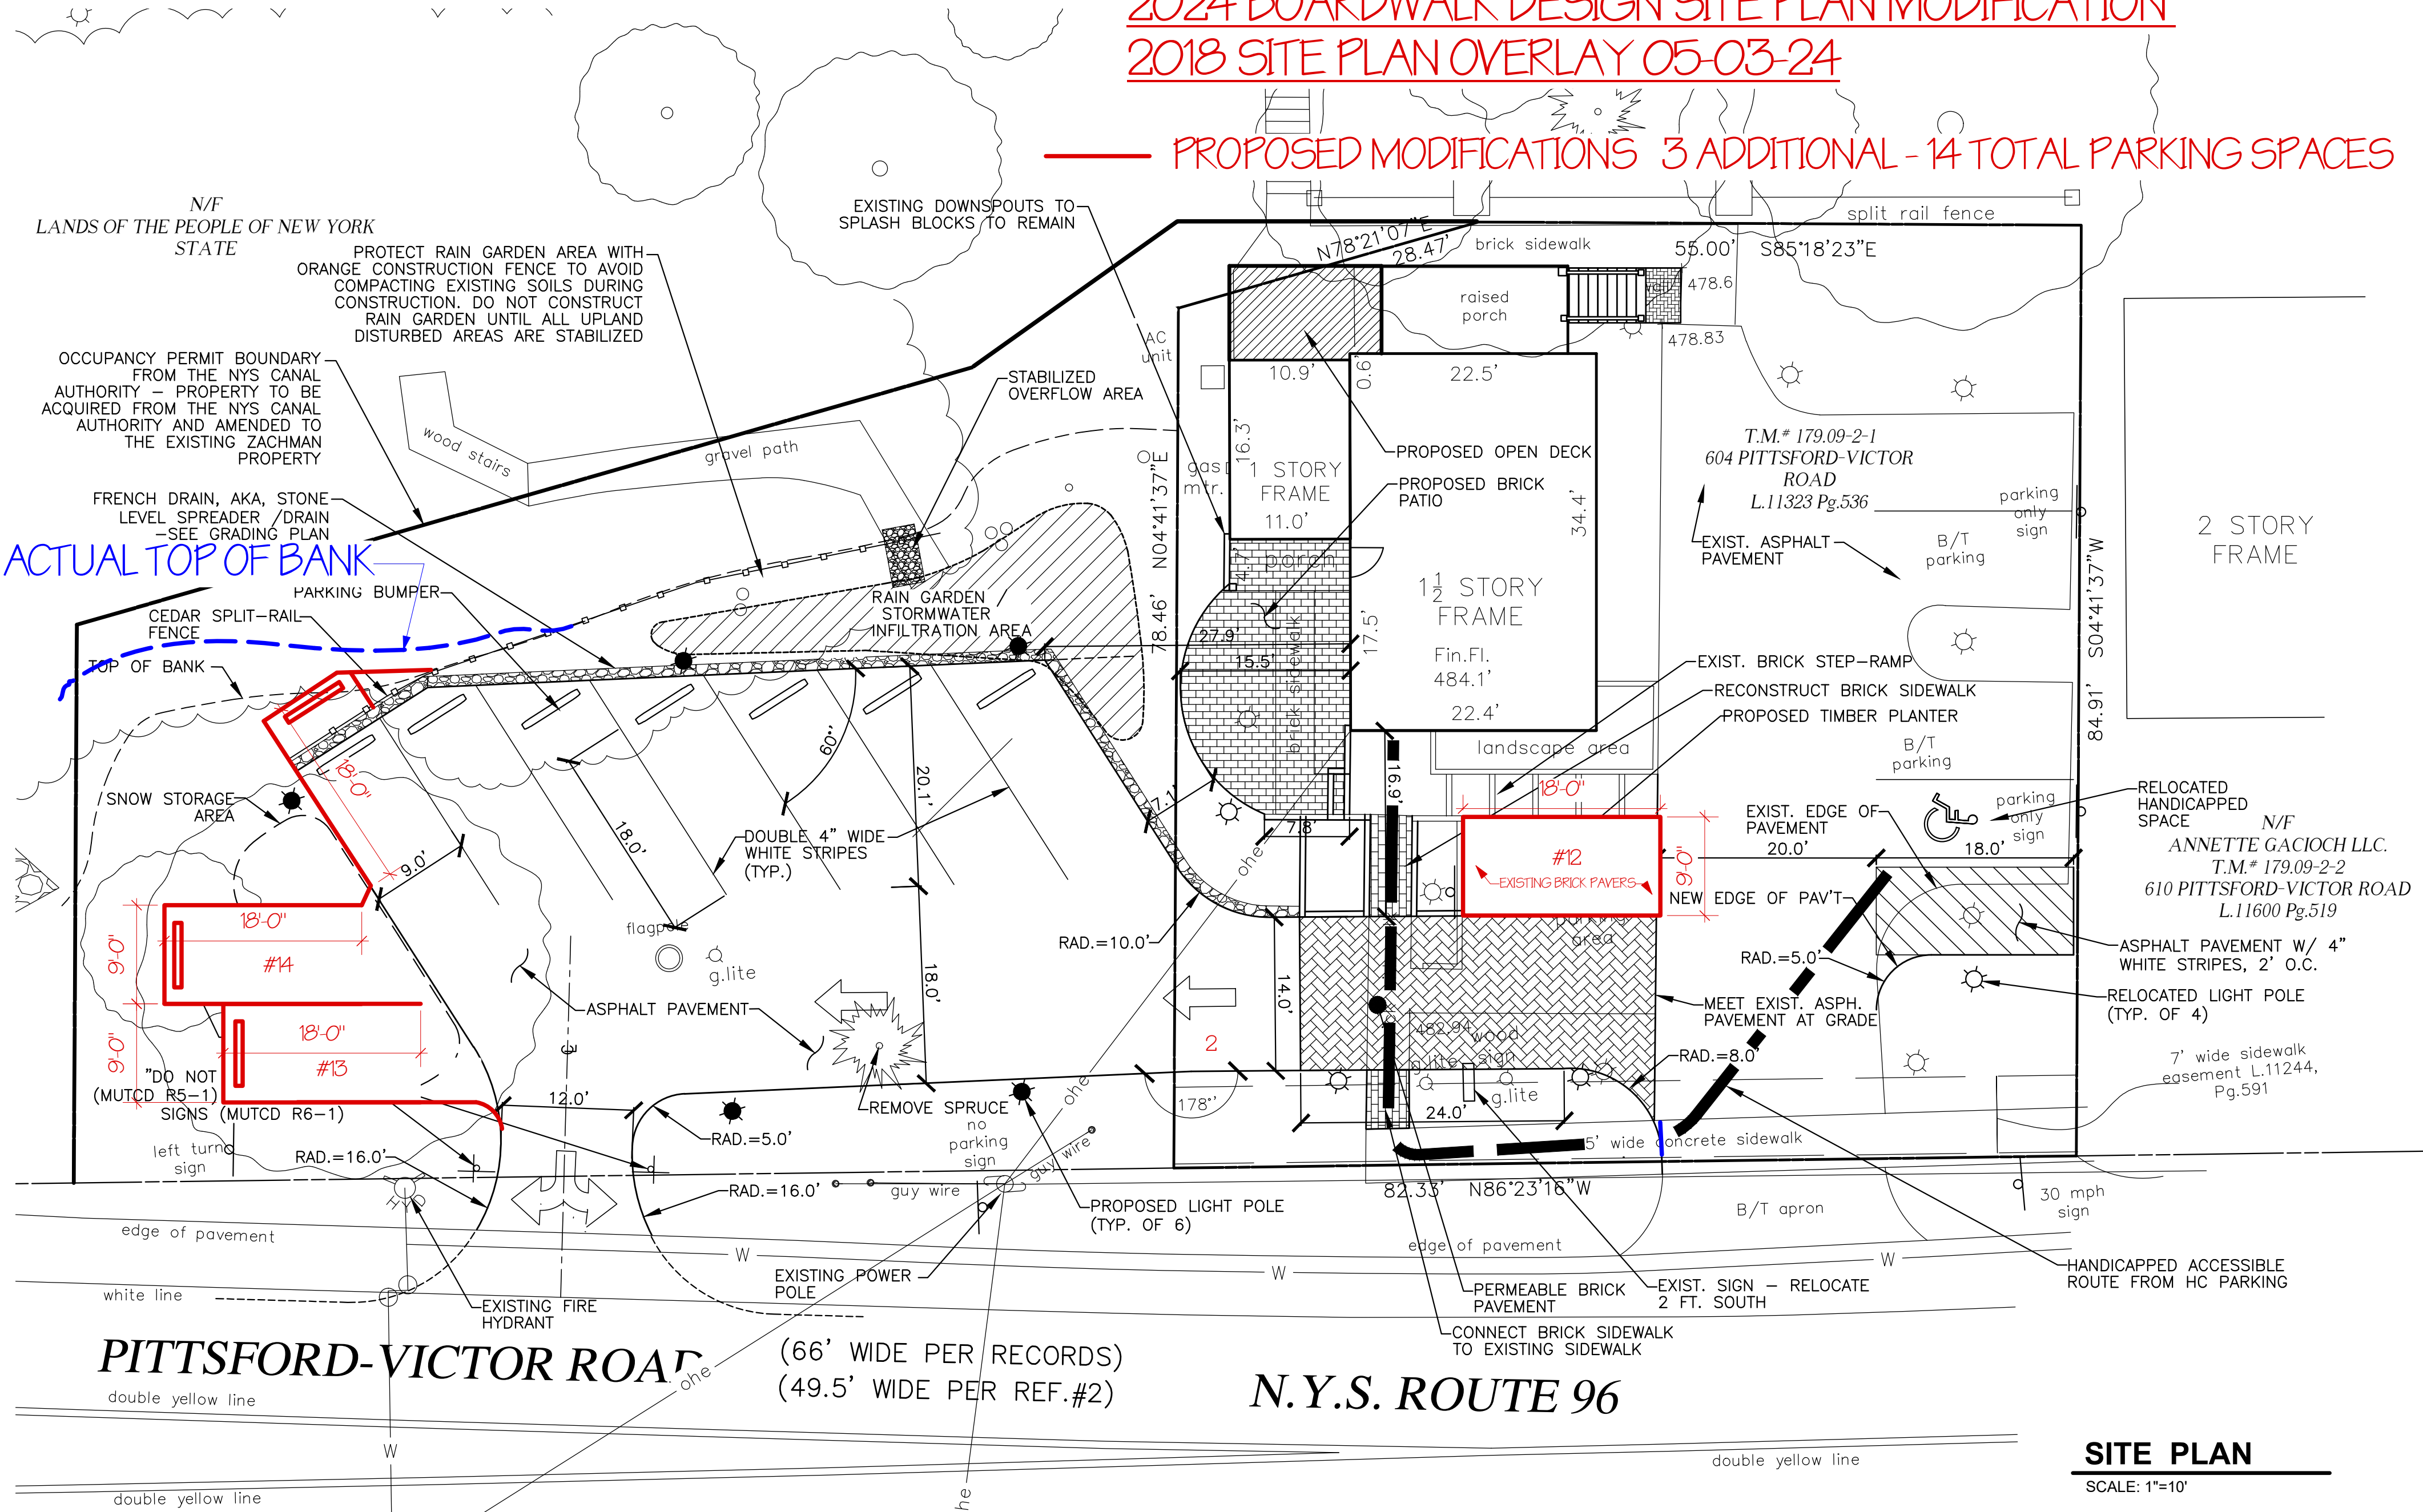 2024 BOARDWALK DESIGN SITE PLAN MODIFICATION
2018 SITE PLAN OVERLAY 05-03-24
PROPOSED MODIFICATIONS 3 ADDITIONAL - 14 TOTAL PARKING SPACES
N/F
LANDS OF THE PEOPLE OF NEW YORK
STATE
PROTECT RAIN GARDEN AREA WITH
ORANGE CONSTRUCTION FENCE TO AVOID
COMPACTING EXISTING SOILS DURING
CONSTRUCTION. DO NOT CONSTRUCT
RAIN GARDEN UNTIL ALL UPLAND
DISTURBED AREAS ARE STABILIZED
EXISTING DOWNSPOUTS TO
SPLASH BLOCKS TO REMAIN
N78°21'07"E
28.47'
brick sidewalk
split rail fence
55.00' S85°18'23"E
478.6
478.83
raised
porch
AC
unit
OCCUPANCY PERMIT BOUNDARY
FROM THE NYS CANAL
AUTHORITY – PROPERTY TO BE
ACQUIRED FROM THE NYS CANAL
AUTHORITY AND AMENDED TO
THE EXISTING ZACHMAN
PROPERTY
wood stairs
gravel path
STABILIZED
OVERFLOW AREA
10.9'
0.6'
22.5'
16.3'
PROPOSED OPEN DECK
gas
mtr.
1 STORY
FRAME
11.0'
PROPOSED BRICK
PATIO
34.4'
T.M.# 179.09-2-1
604 PITTSFORD-VICTOR
ROAD
L.11323 Pg.536
parking
only
sign
B/T
parking
EXIST. ASPHALT
PAVEMENT
2 STORY
FRAME
FRENCH DRAIN, AKA, STONE
LEVEL SPREADER /DRAIN
-SEE GRADING PLAN
ACTUAL TOP OF BANK
PARKING BUMPER
CEDAR SPLIT-RAIL
FENCE
TOP OF BANK
RAIN GARDEN
STORMWATER
INFILTRATION AREA
78.46' N04°41'37"E
4.7'
porch
1½ STORY
FRAME
Fin.Fl.
484.1'
22.4'
17.5'
27.9'
15.5'
brick sidewalk
S04°41'37"W
84.91'
EXIST. BRICK STEP-RAMP
RECONSTRUCT BRICK SIDEWALK
PROPOSED TIMBER PLANTER
landscape area
B/T
parking
60°'
18'-0"
20.1'
18.0'
9.0'
7.1'
7.8'
16.9'
18'-0"
SNOW STORAGE
AREA
DOUBLE 4" WIDE
WHITE STRIPES
(TYP.)
EXIST. EDGE OF
PAVEMENT
parking
only
sign
RELOCATED
HANDICAPPED
SPACE
N/F
ANNETTE GACIOCH LLC.
T.M.# 179.09-2-2
610 PITTSFORD-VICTOR ROAD
L.11600 Pg.519
#12
EXISTING BRICK PAVERS
9'-0"
20.0'
18.0'
NEW EDGE OF PAV'T
18'-0"
#14
9'-0"
flagpole
g.lite
18.0'
RAD.=10.0'
ohe
area
RAD.=5.0'
ASPHALT PAVEMENT W/ 4"
WHITE STRIPES, 2' O.C.
18'-0"
#13
9'-0"
ASPHALT PAVEMENT
14.0'
2
482.94
wood
sign
g.lite
g.lite
MEET EXIST. ASPH.
PAVEMENT AT GRADE
RELOCATED LIGHT POLE
(TYP. OF 4)
RAD.=8.0'
7' wide sidewalk
easement L.11244,
Pg.591
"DO NOT
(MUTCD R5-1)
SIGNS (MUTCD R6-1)
12.0'
REMOVE SPRUCE
no
parking
sign
178°'
24.0'
left turn
sign
RAD.=16.0'
RAD.=5.0'
RAD.=16.0'
ohe
guy wire
guy wire
5' wide concrete sidewalk
82.33' N86°23'16"W
HYD
PROPOSED LIGHT POLE
(TYP. OF 6)
B/T apron
30 mph
sign
edge of pavement
W
W
W
edge of pavement
EXISTING POWER
POLE
PERMEABLE BRICK
PAVEMENT
EXIST. SIGN – RELOCATE
2 FT. SOUTH
HANDICAPPED ACCESSIBLE
ROUTE FROM HC PARKING
white line
EXISTING FIRE
HYDRANT
CONNECT BRICK SIDEWALK
TO EXISTING SIDEWALK
PITTSFORD-VICTOR ROAD
ohe
(66' WIDE PER RECORDS)
(49.5' WIDE PER REF.#2)
N.Y.S. ROUTE 96
double yellow line
W
double yellow line
double yellow line
SITE PLAN
SCALE: 1"=10'